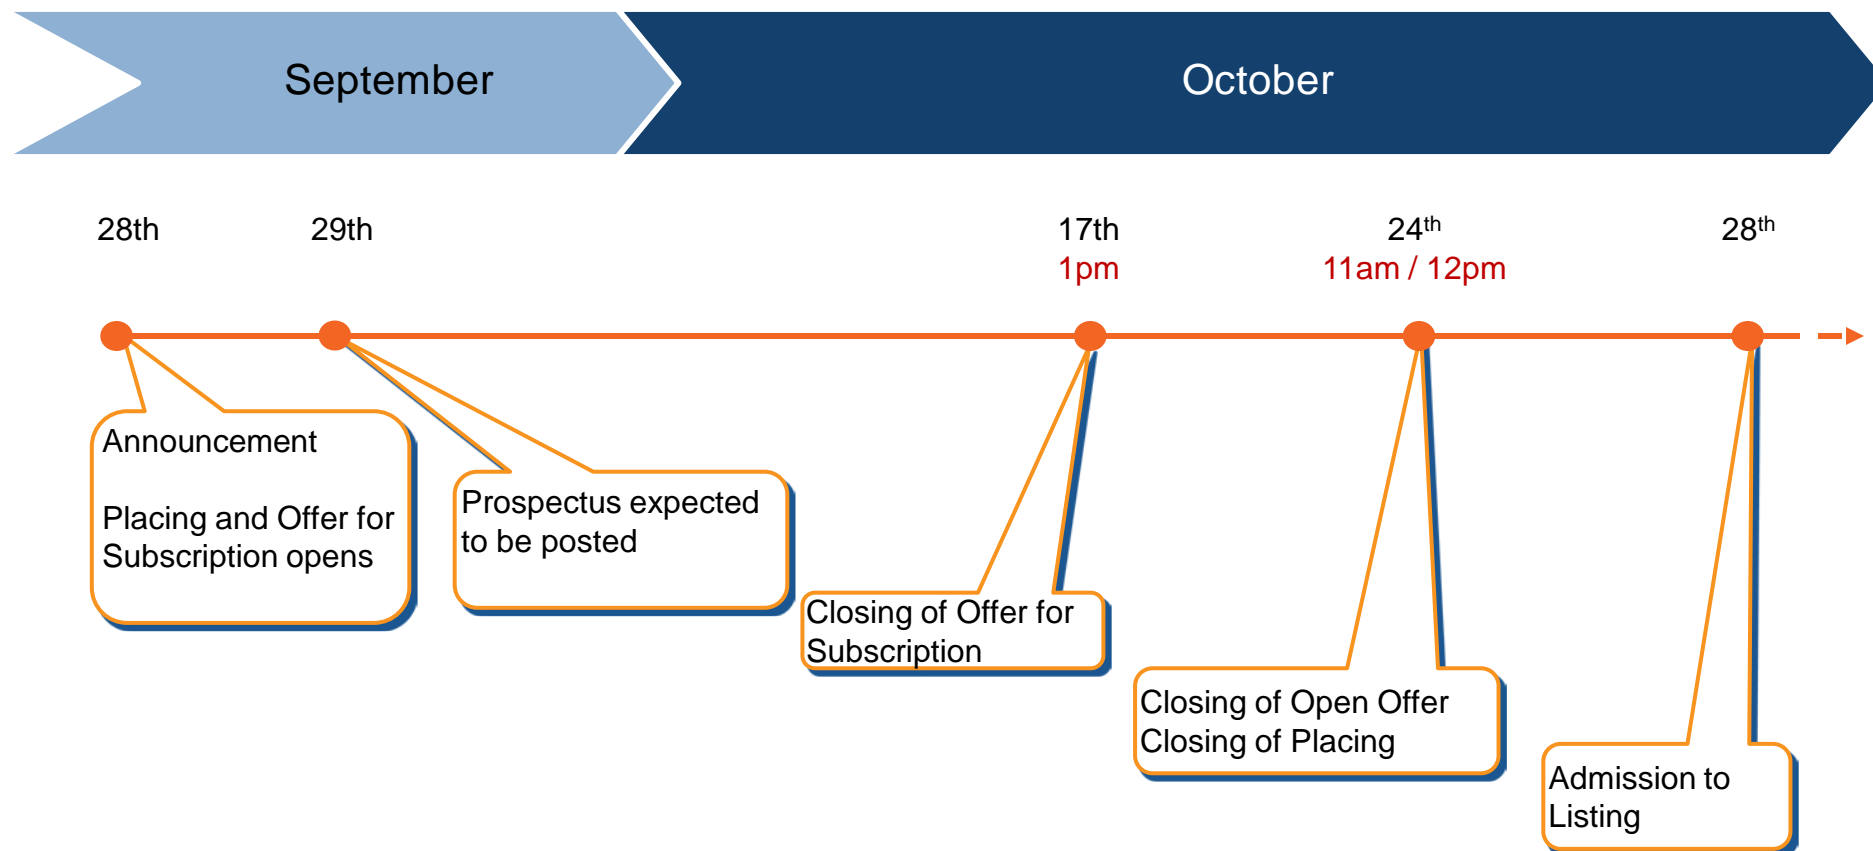 September
October
28th
29th
17th
1pm
24th
11am / 12pm
28th
Announcement
Placing and Offer for
Subscription opens
Prospectus expected
to be posted
Closing of Offer for
Subscription
Closing of Open Offer
Closing of Placing
Admission to
Listing